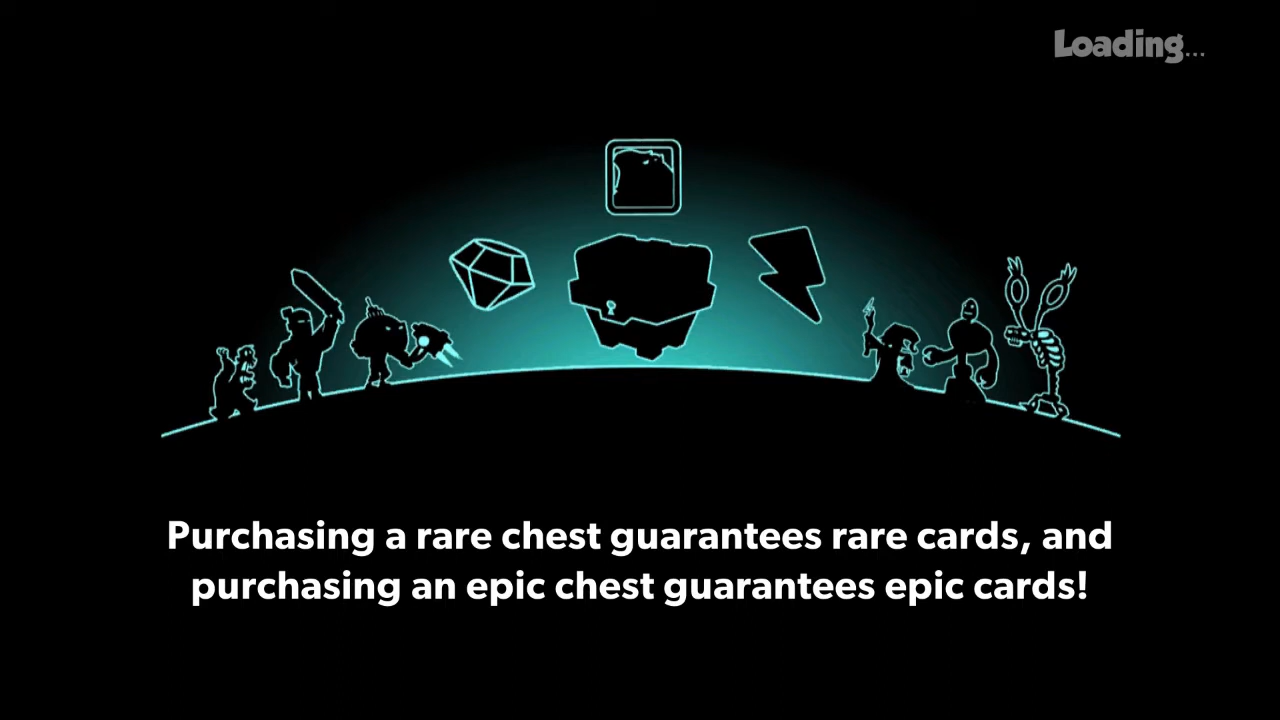 Loading...
Purchasing a rare chest guarantees rare cards, and
purchasing an epic chest guarantees epic cards!